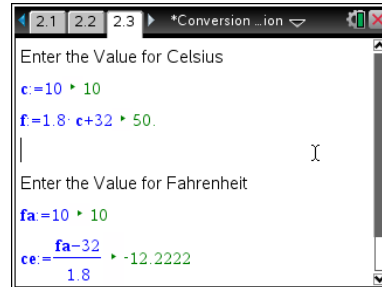 2.1 2.2 2.3 *Conversion ...ion
Enter the Value for Celsius
c:=10 ▸ 10
f:=1.8· c+32 ▸ 50.
Enter the Value for Fahrenheit
fa:=10 ▸ 10
ce:=fa−32/1.8 ▸ -12.2222